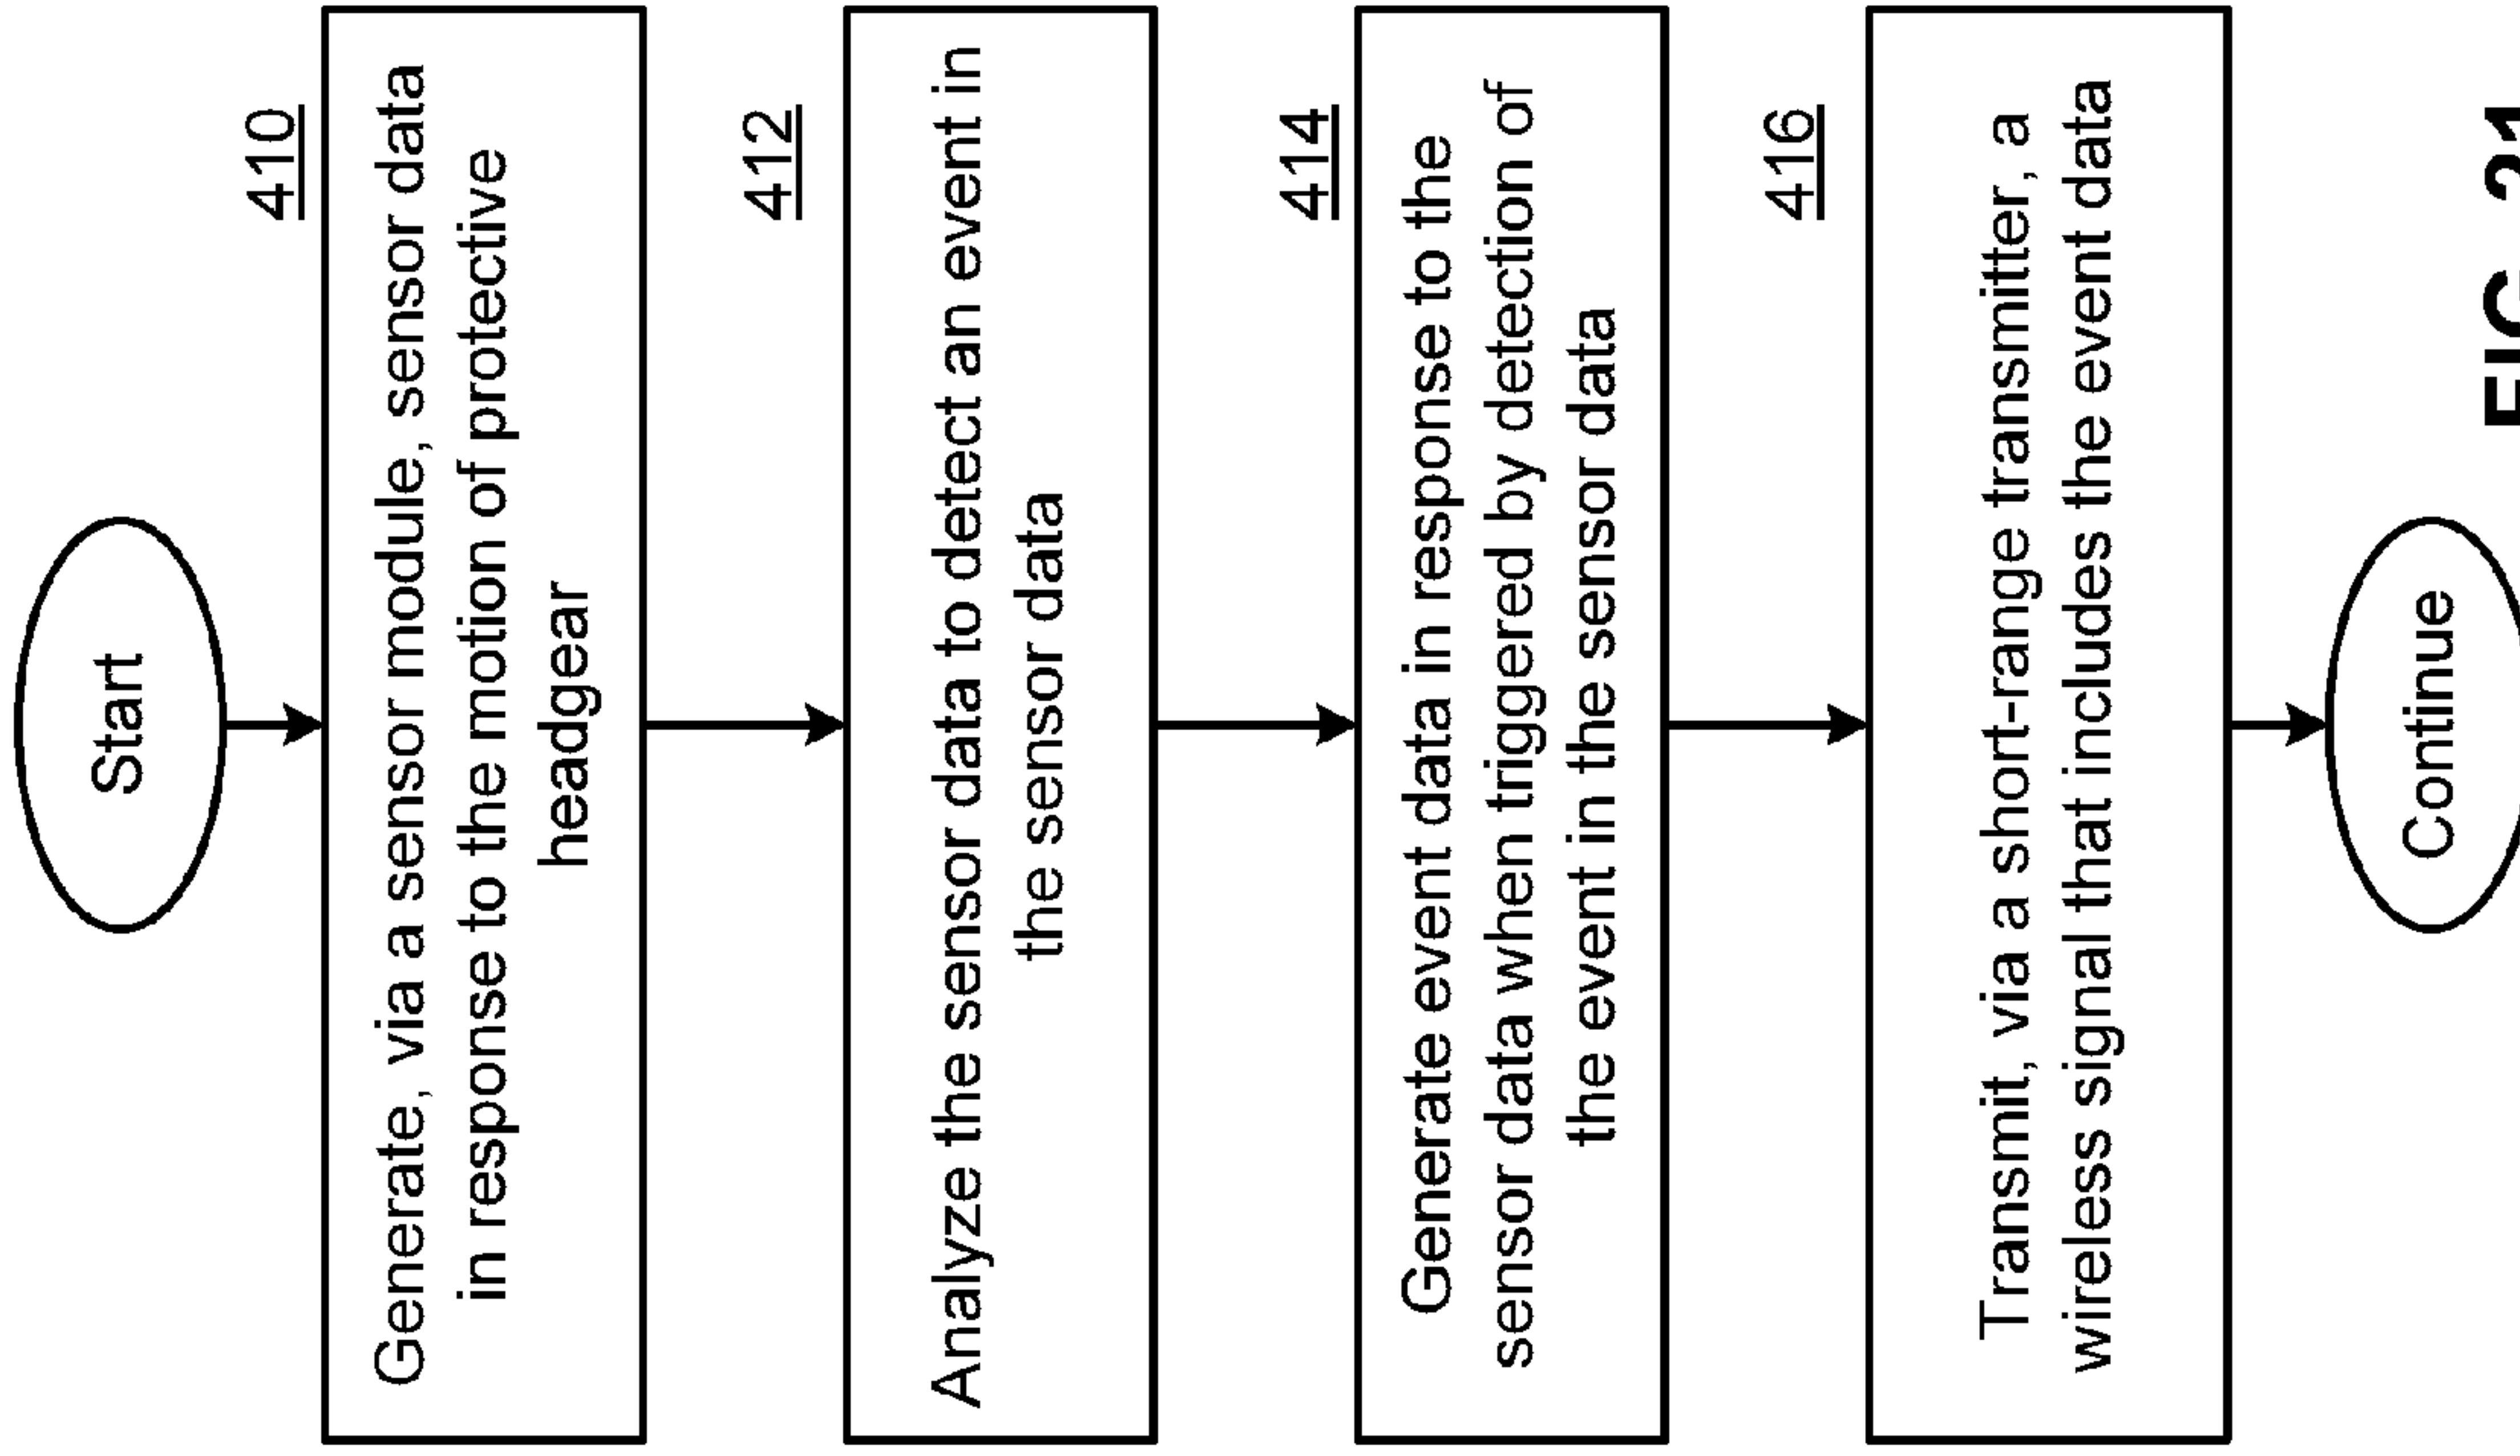 Start
410
Generate, via a sensor module, sensor data
in response to the motion of protective
headgear
412
Analyze the sensor data to detect an event in
the sensor data
414
Generate event data in response to the
sensor data when triggered by detection of
the event in the sensor data
416
Transmit, via a short-range transmitter, a
wireless signal that includes the event data
Continue
FIG. 21